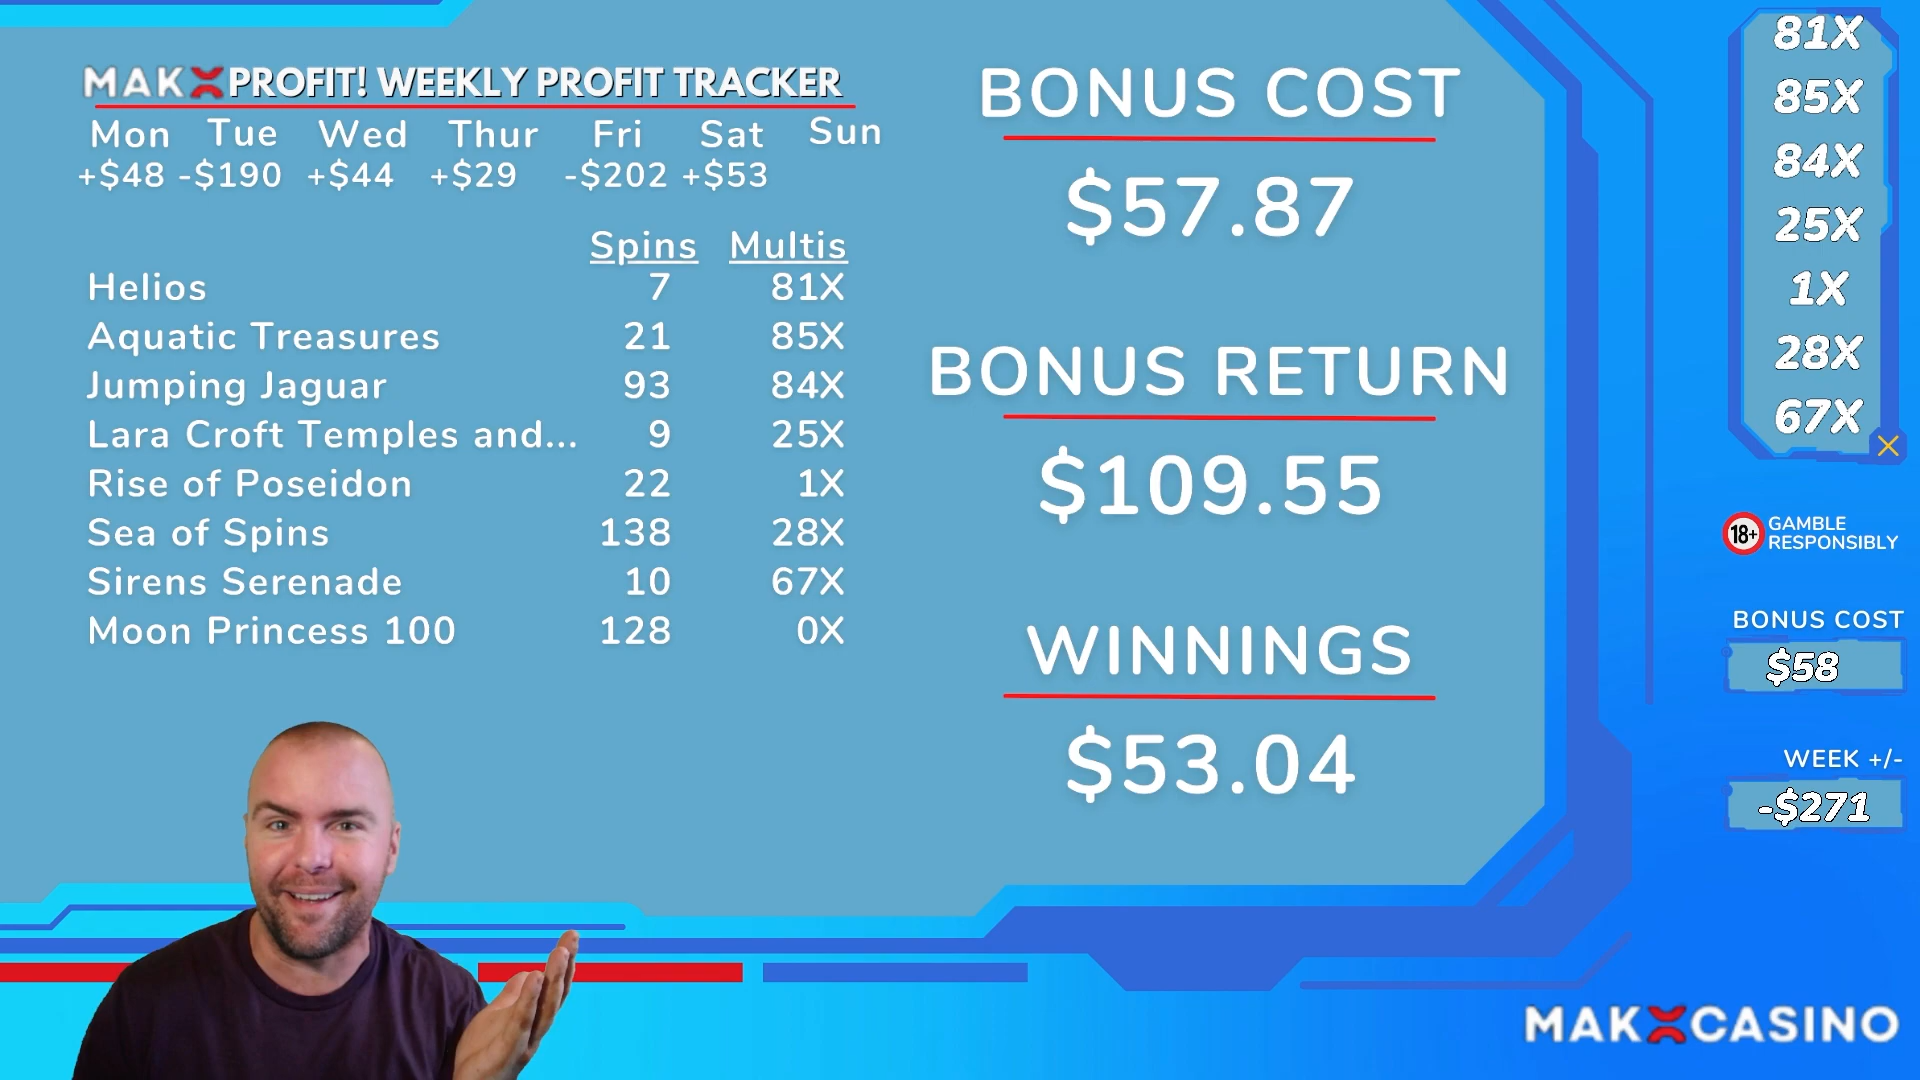 MAKX PROFIT! WEEKLY PROFIT TRACKER
Mon Tue Wed Thur Fri Sat Sun
+$48 -$190 +$44 +$29 -$202 +$53
Spins Multis
Helios 7 81X
Aquatic Treasures 21 85X
Jumping Jaguar 93 84X
Lara Croft Temples and... 9 25X
Rise of Poseidon 22 1X
Sea of Spins 138 28X
Sirens Serenade 10 67X
Moon Princess 100 128 0X
BONUS COST
$57.87
BONUS RETURN
$109.55
WINNINGS
$53.04
81X
85X
84X
25X
1X
28X
67X
18+ GAMBLE
RESPONSIBLY
BONUS COST
$58
WEEK +/-
-$271
MAKXCASINO